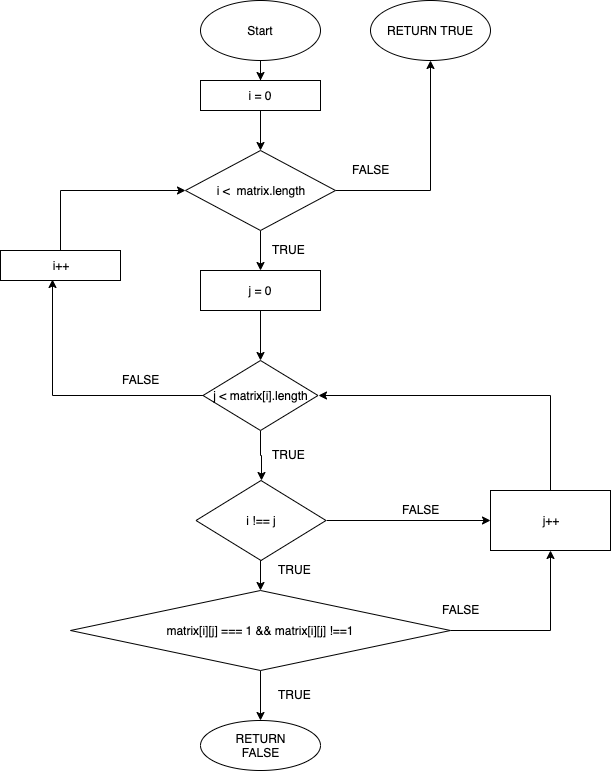 Start
RETURN TRUE
i = 0
i < matrix.length
FALSE
TRUE
i++
j = 0
FALSE
j < matrix[i].length
TRUE
i !== j
FALSE
j++
TRUE
FALSE
matrix[i][j] === 1 && matrix[i][j] !==1
TRUE
RETURN
FALSE